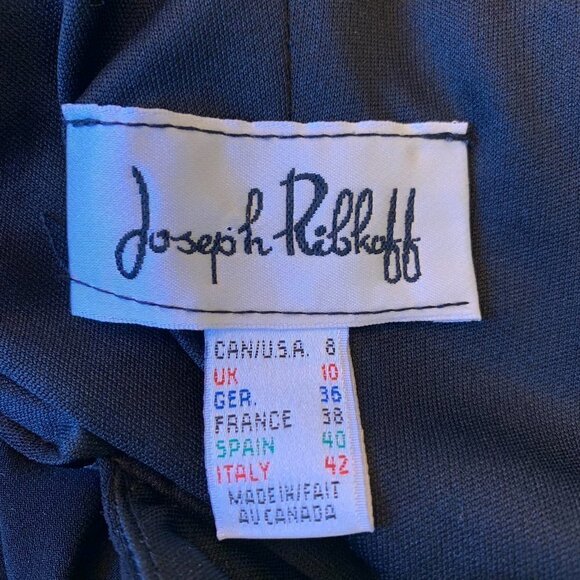 Joseph Ribkoff
CAN/U.S.A. 8
UK 10
GER. 36
FRANCE 38
SPAIN 40
ITALY 42
MADE IN/FAIT
AU CANADA